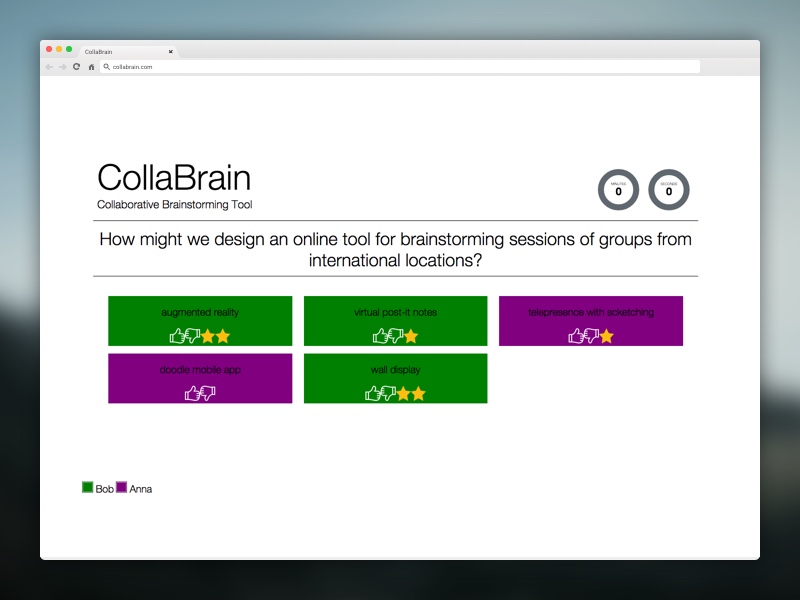 CollaBrain
collabrain.com
CollaBrain
Collaborative Brainstorming Tool
MINUTES
0
SECONDS
0
How might we design an online tool for brainstorming sessions of groups from
international locations?
augmented reality
virtual post-it notes
telepresence with scketching
doodle mobile app
wall display
Bob
Anna